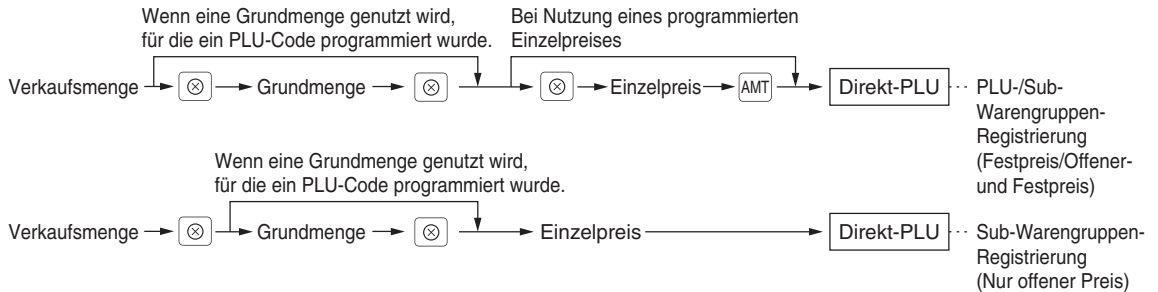 Wenn eine Grundmenge genutzt wird,
für die ein PLU-Code programmiert wurde.
Bei Nutzung eines programmierten
Einzelpreises
Verkaufsmenge ⊗ Grundmenge ⊗ ⊗ Einzelpreis AMT Direkt-PLU
PLU-/Sub-
Warengruppen-
Registrierung
(Festpreis/Offener-
und Festpreis)
Wenn eine Grundmenge genutzt wird,
für die ein PLU-Code programmiert wurde.
Verkaufsmenge ⊗ Grundmenge ⊗ Einzelpreis Direkt-PLU
Sub-Warengruppen-
Registrierung
(Nur offener Preis)